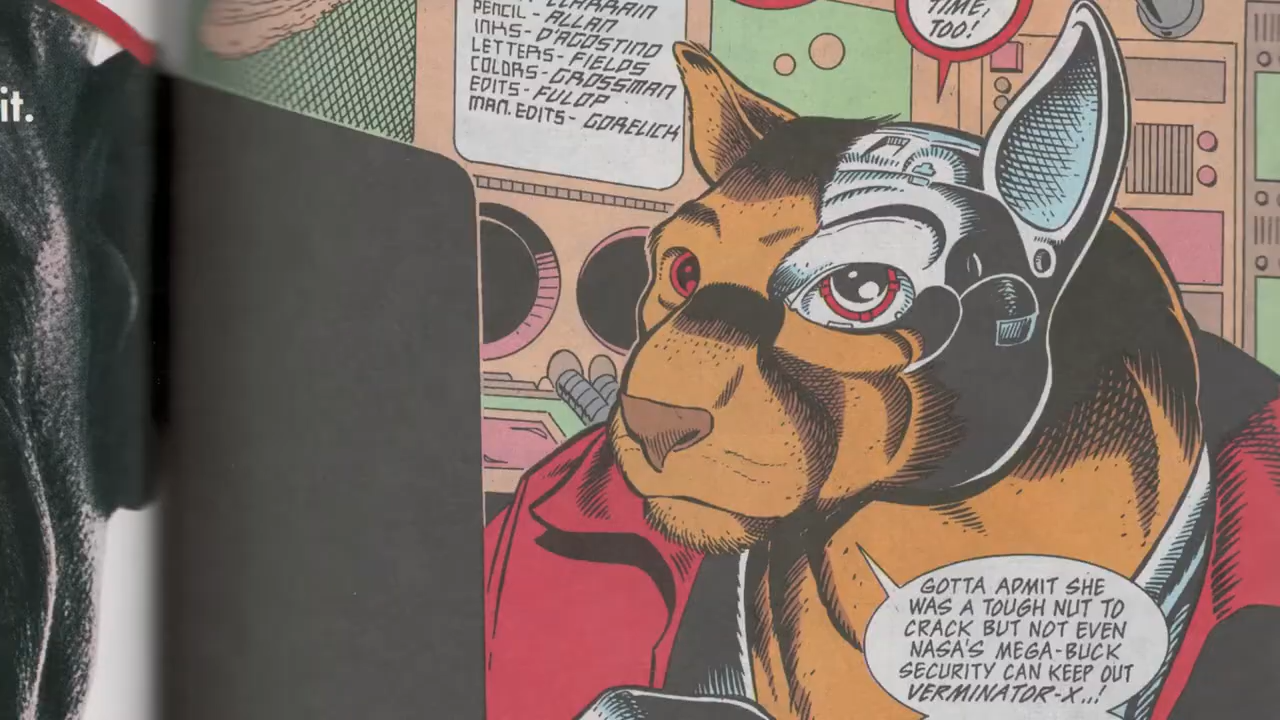 it.
PENCIL - ALLAN
INKS - D'AGOSTINO
LETTERS - FIELDS
COLORS - GROSSMAN
EDITS - FULOP
MAN. EDITS - GORELICK
TIME,
TOO!
GOTTA ADMIT SHE
WAS A TOUGH NUT TO
CRACK BUT NOT EVEN
NASA'S MEGA-BUCK
SECURITY CAN KEEP OUT
VERMINATOR-X...!